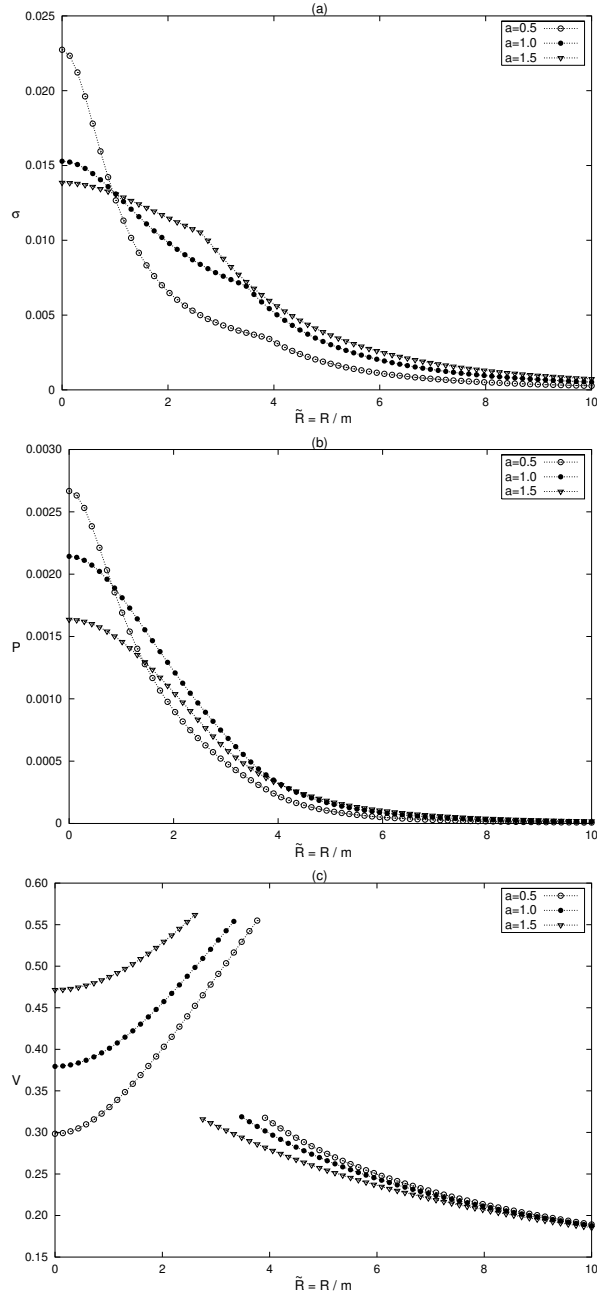 (a)
0.025
a=0.5
a=1.0
a=1.5
0.020
0.015
σ
0.010
0.005
0
0 2 4 6 8 10
R̃ = R / m
(b)
0.0030
a=0.5
a=1.0
a=1.5
0.0025
0.0020
0.0015
P
0.0010
0.0005
0
0 2 4 6 8 10
R̃ = R / m
(c)
0.60
a=0.5
a=1.0
a=1.5
0.55
0.50
0.45
0.40
V
0.35
0.30
0.25
0.20
0.15
0 2 4 6 8 10
R̃ = R / m